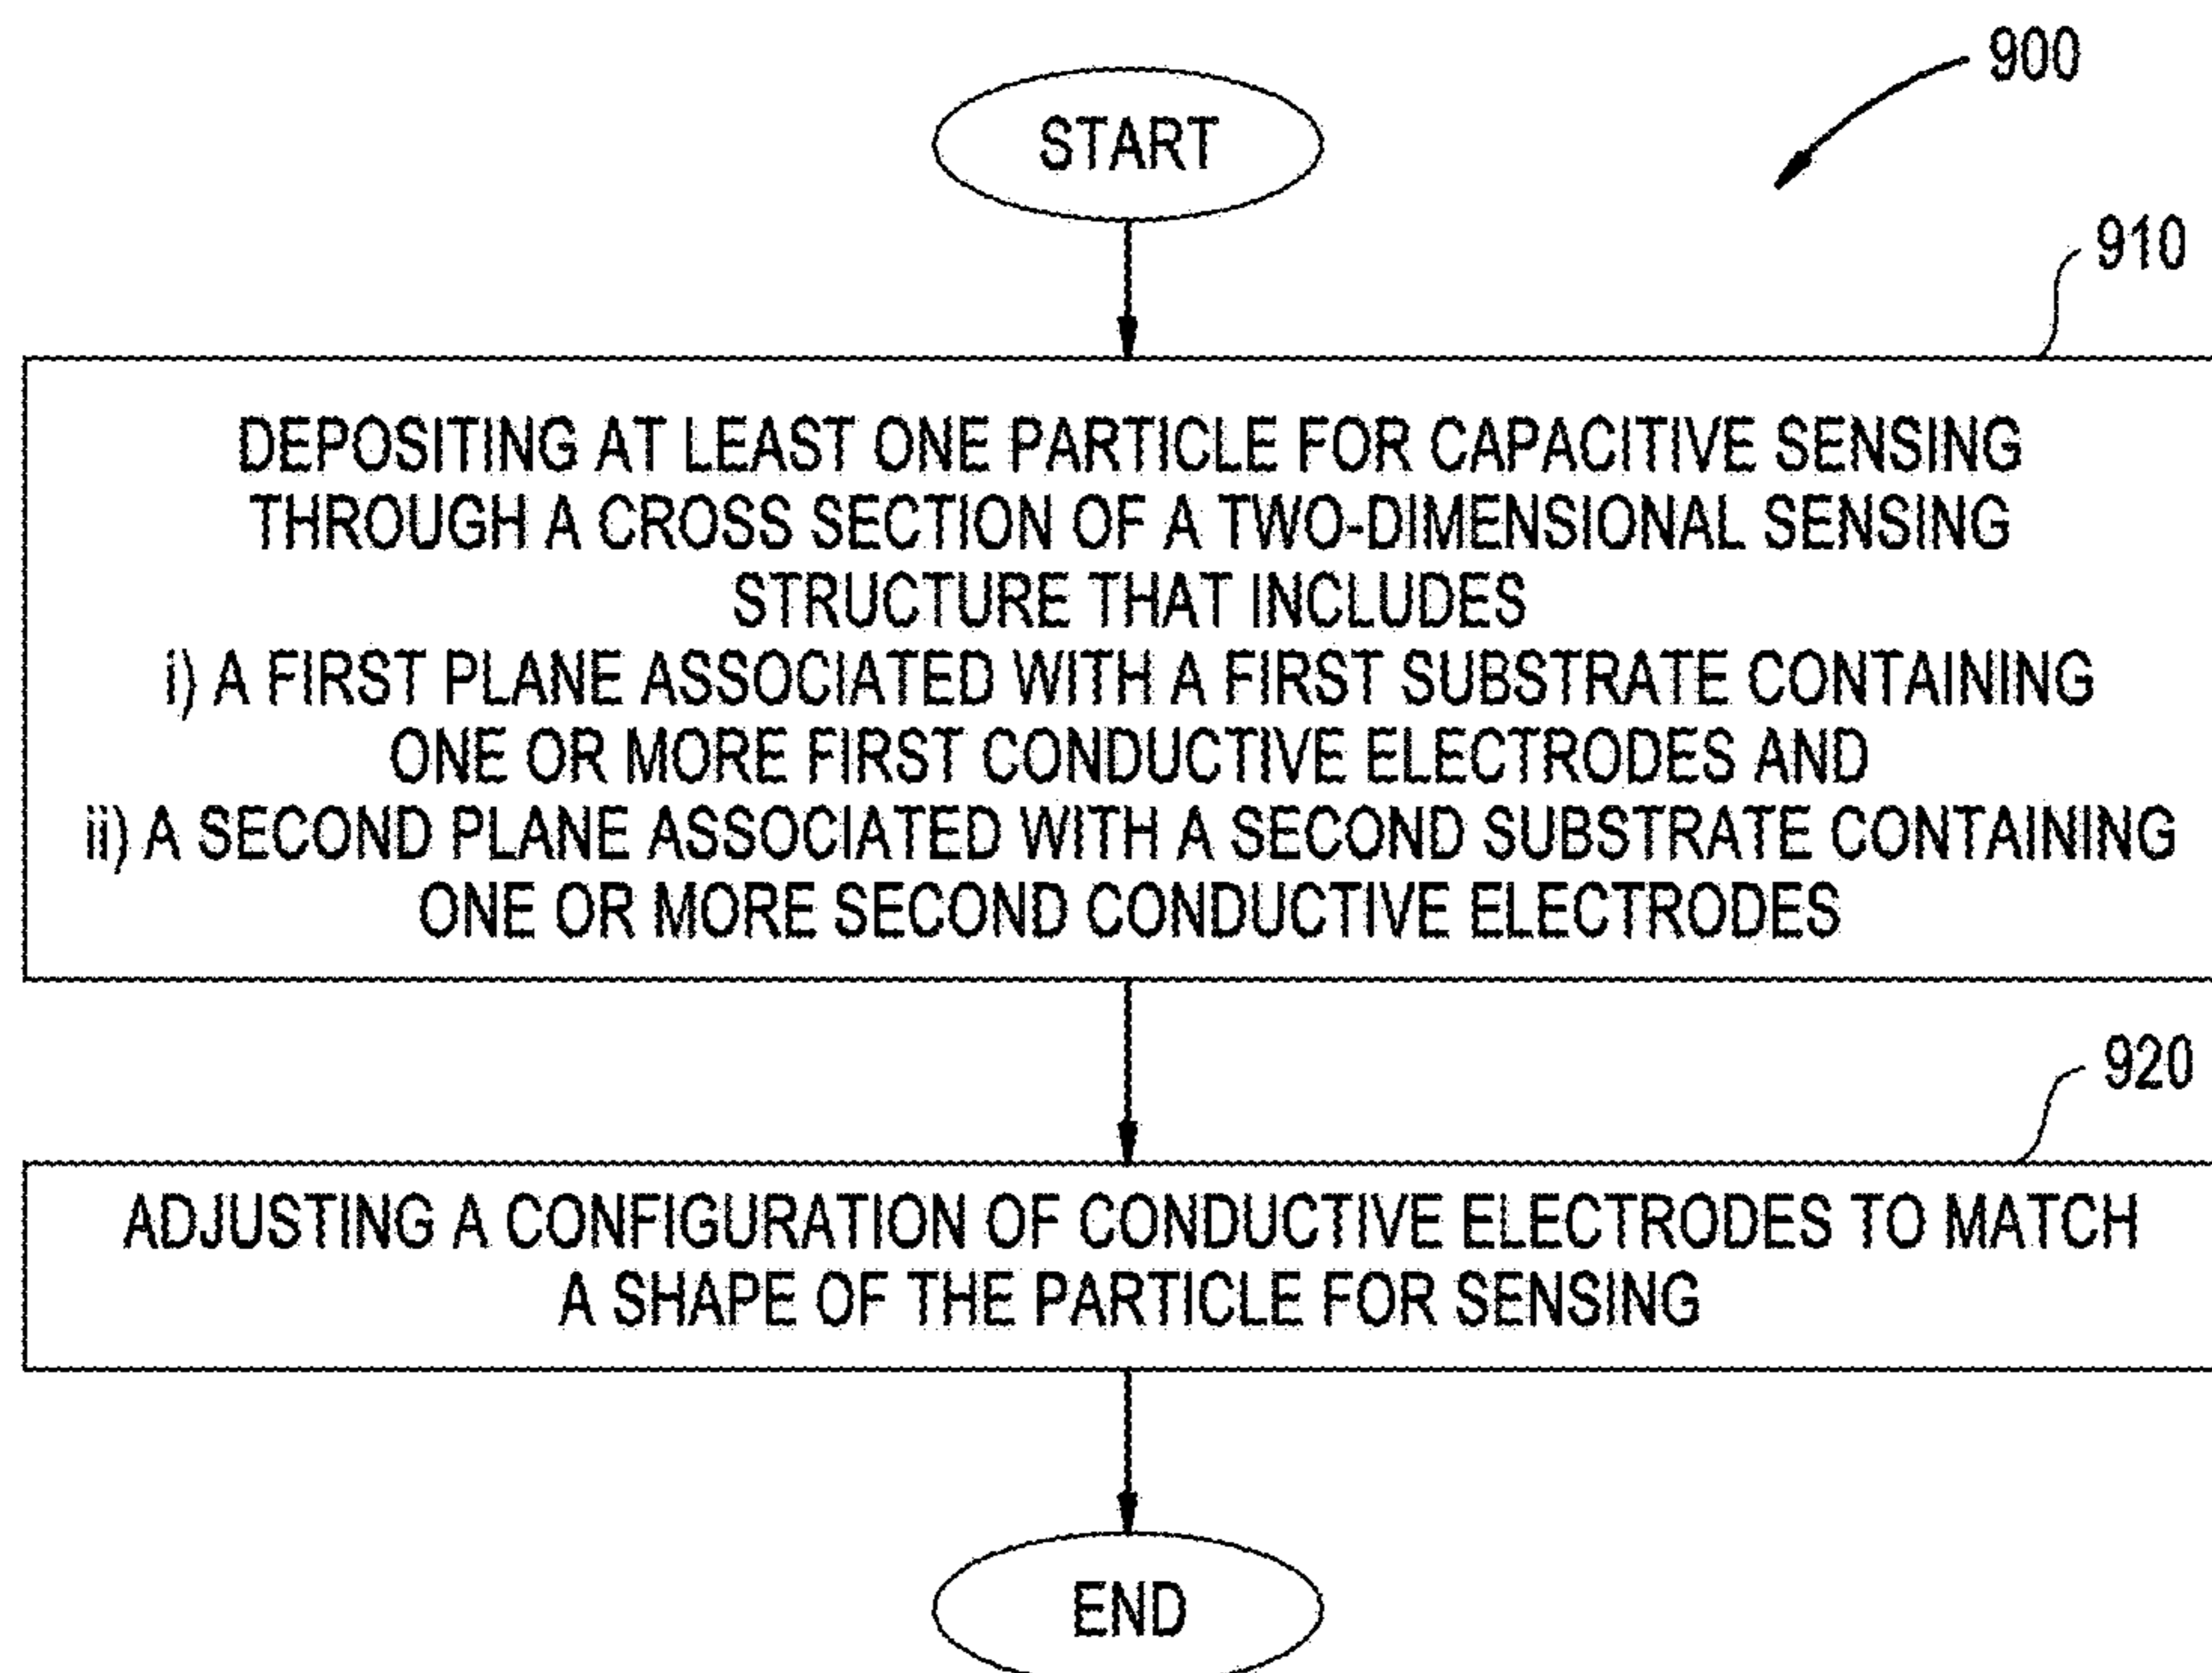 900
START
910
DEPOSITING AT LEAST ONE PARTICLE FOR CAPACITIVE SENSING
THROUGH A CROSS SECTION OF A TWO-DIMENSIONAL SENSING
STRUCTURE THAT INCLUDES
i) A FIRST PLANE ASSOCIATED WITH A FIRST SUBSTRATE CONTAINING
ONE OR MORE FIRST CONDUCTIVE ELECTRODES AND
ii) A SECOND PLANE ASSOCIATED WITH A SECOND SUBSTRATE CONTAINING
ONE OR MORE SECOND CONDUCTIVE ELECTRODES
920
ADJUSTING A CONFIGURATION OF CONDUCTIVE ELECTRODES TO MATCH
A SHAPE OF THE PARTICLE FOR SENSING
END